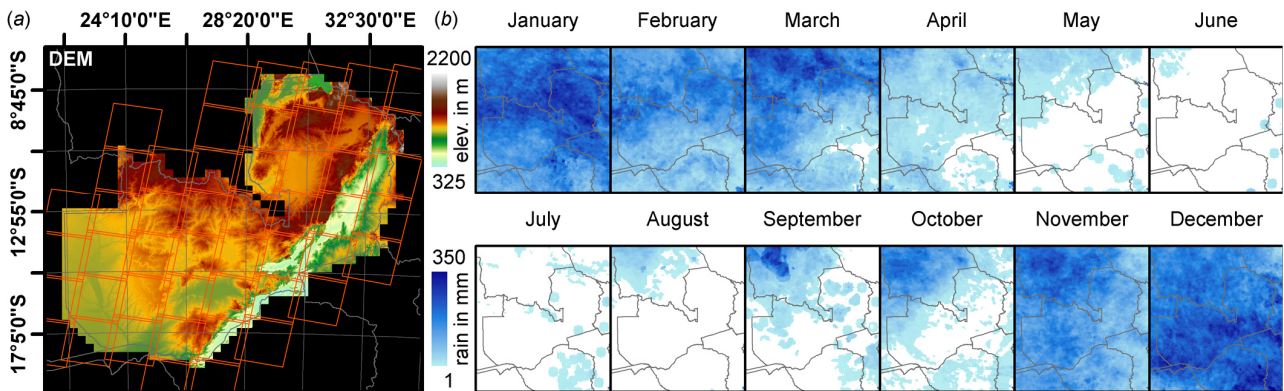 (a)
24°10'0"E 28°20'0"E 32°30'0"E
DEM
8°45'0"S
12°55'0"S
17°5'0"S
2200
elev. in m
325
(b)
January February March April May June
July August September October November December
350
rain in mm
1